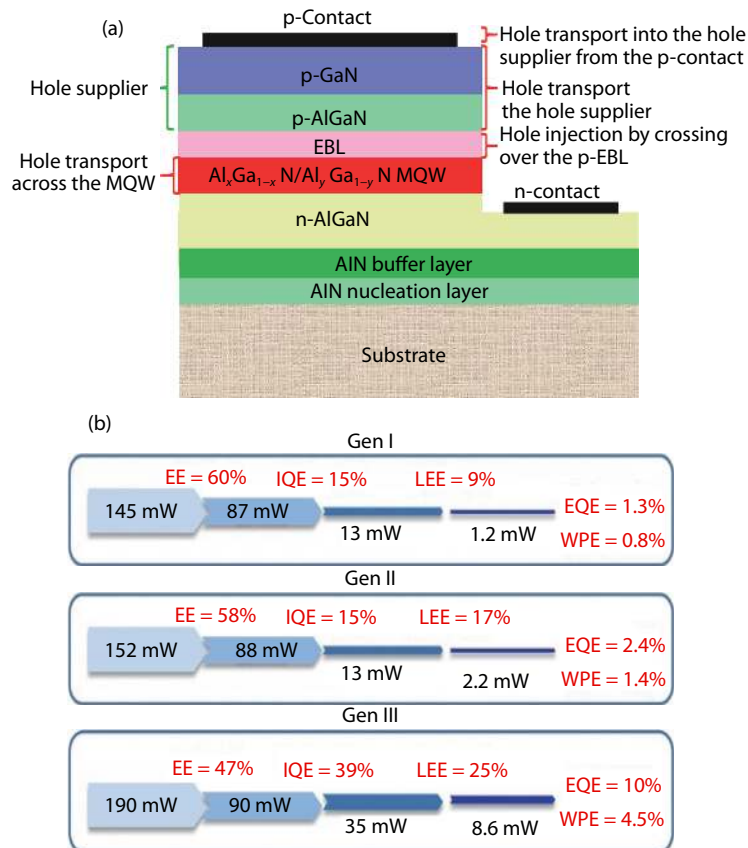 (a)
p-Contact
Hole transport into the hole
supplier from the p-contact
Hole supplier
p-GaN
p-AlGaN
Hole transport
the hole supplier
EBL
Hole injection by crossing
over the p-EBL
Hole transport
across the MQW
AlxGa1−x N/Aly Ga1−y N MQW
n-contact
n-AlGaN
AIN buffer layer
AIN nucleation layer
Substrate
(b)
Gen I
EE = 60% IQE = 15% LEE = 9%
145 mW 87 mW 13 mW 1.2 mW
EQE = 1.3%
WPE = 0.8%
Gen II
EE = 58% IQE = 15% LEE = 17%
152 mW 88 mW 13 mW 2.2 mW
EQE = 2.4%
WPE = 1.4%
Gen III
EE = 47% IQE = 39% LEE = 25%
190 mW 90 mW 35 mW 8.6 mW
EQE = 10%
WPE = 4.5%